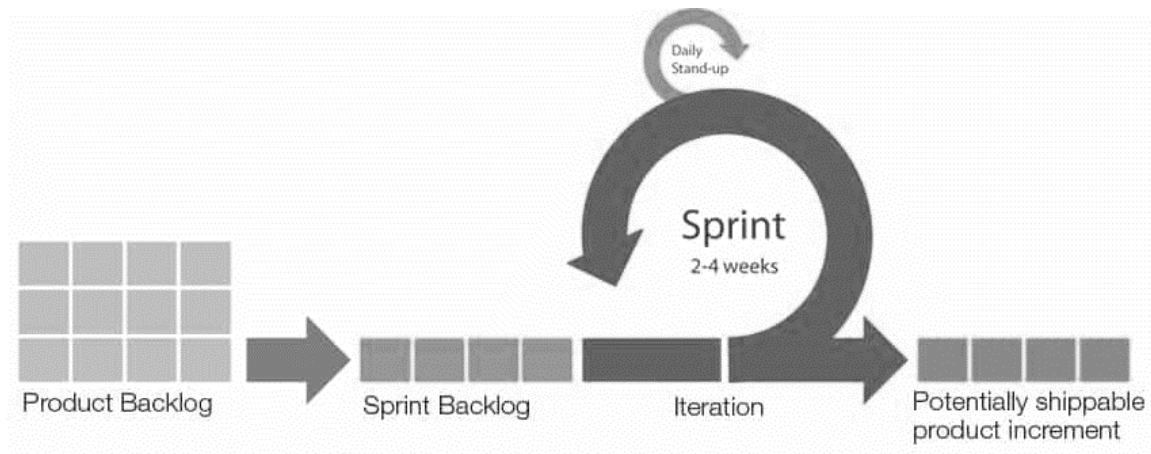 Daily
Stand-up
Sprint
2-4 weeks
Product Backlog
Sprint Backlog
Iteration
Potentially shippable
product increment